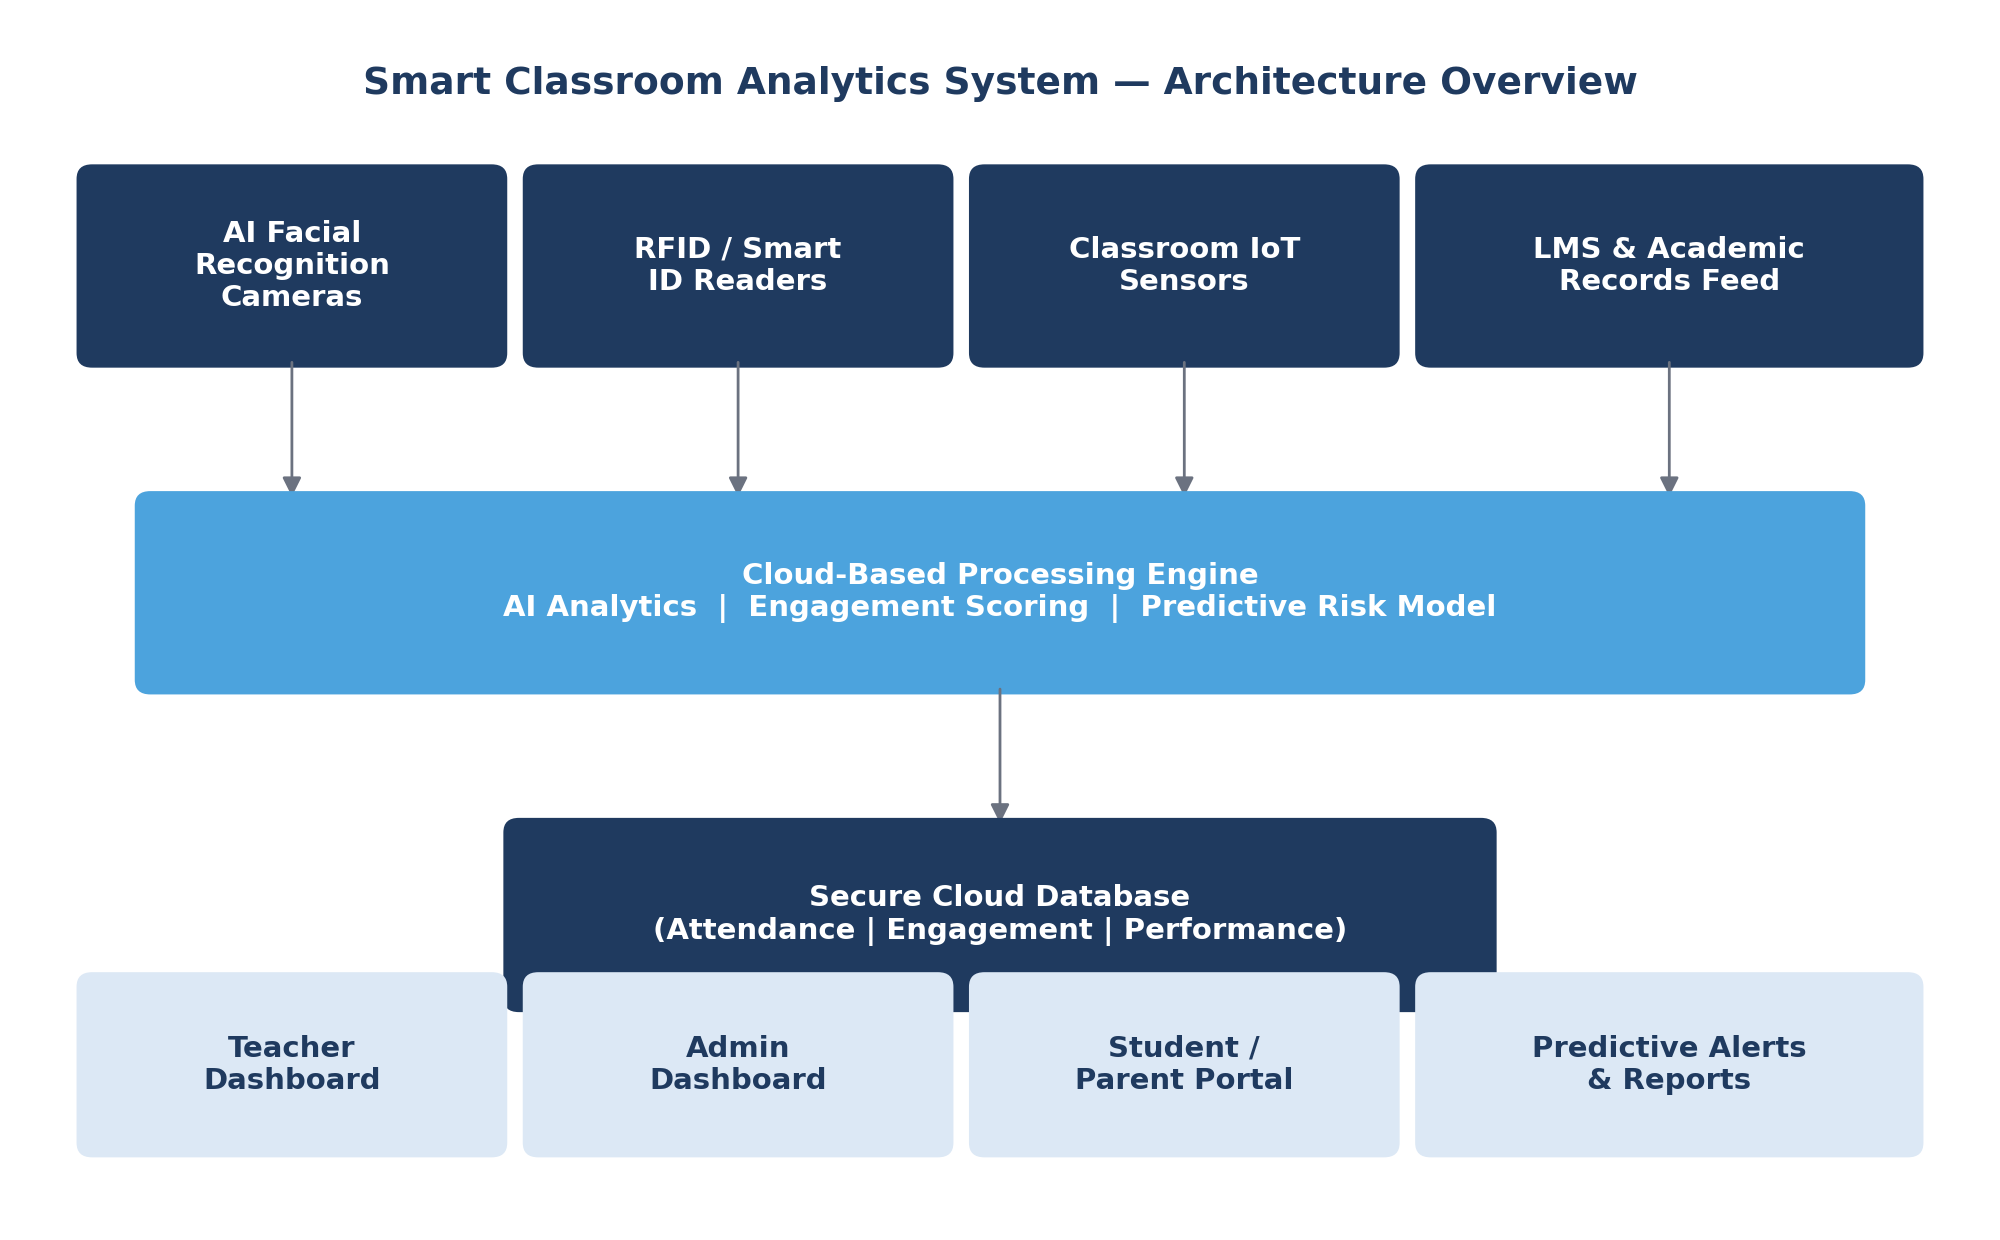 Smart Classroom Analytics System — Architecture Overview
AI Facial
Recognition
Cameras
RFID / Smart
ID Readers
Classroom IoT
Sensors
LMS & Academic
Records Feed
Cloud-Based Processing Engine
AI Analytics | Engagement Scoring | Predictive Risk Model
Secure Cloud Database
(Attendance | Engagement | Performance)
Teacher
Dashboard
Admin
Dashboard
Student /
Parent Portal
Predictive Alerts
& Reports